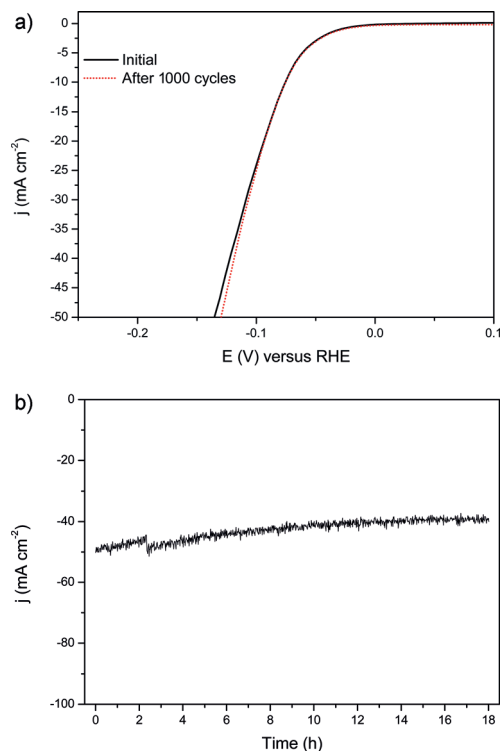 a)
0
-5
-10
-15
-20
-25
-30
-35
-40
-45
-50
j (mA cm⁻²)
Initial
After 1000 cycles
-0.2 -0.1 0.0 0.1
E (V) versus RHE
b)
0
-20
-40
-60
-80
-100
j (mA cm⁻²)
0 2 4 6 8 10 12 14 16 18
Time (h)